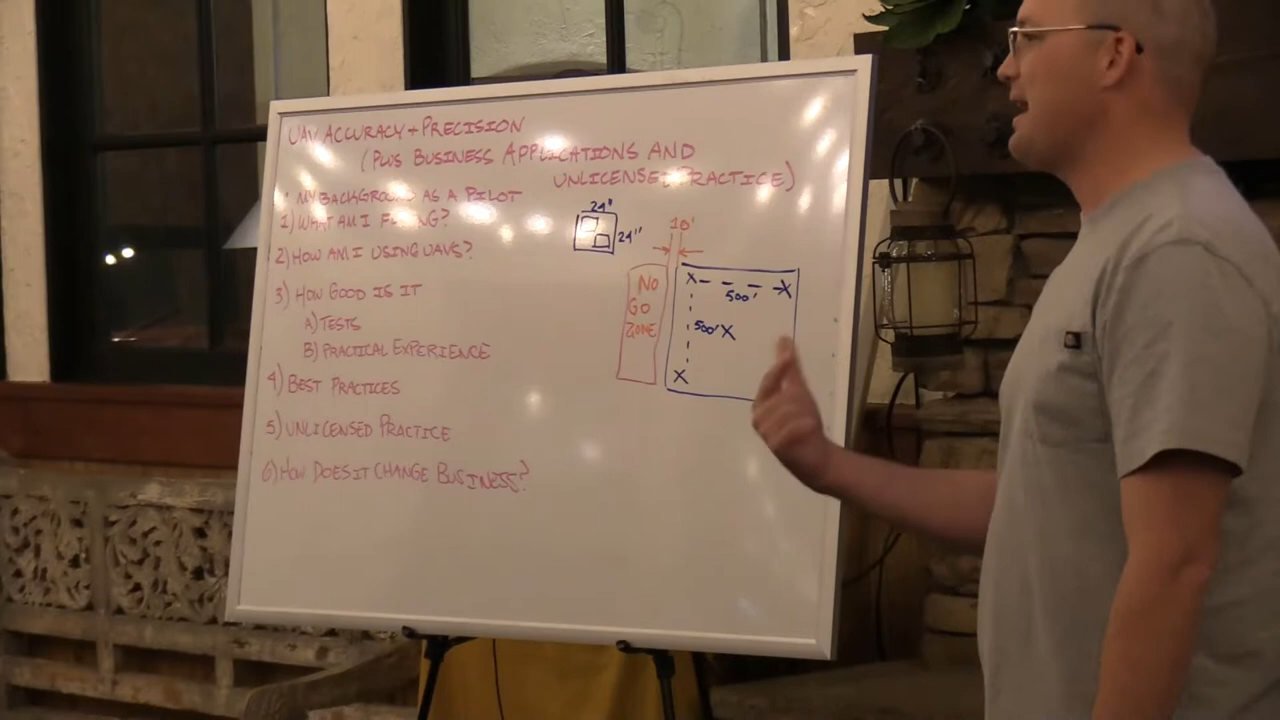 UAV ACCURACY + PRECISION
(PLUS BUSINESS APPLICATIONS AND
UNLICENSED PRACTICE)
* MY BACKGROUND AS A PILOT
1) WHAT AM I FLYING?
2) HOW AM I USING UAVS?
3) HOW GOOD IS IT
A) TESTS
B) PRACTICAL EXPERIENCE
4) BEST PRACTICES
5) UNLICENSED PRACTICE
6) HOW DOES IT CHANGE BUSINESS?
24"
24"
10'
NO
GO
ZONE
X X
500'
500' X
X